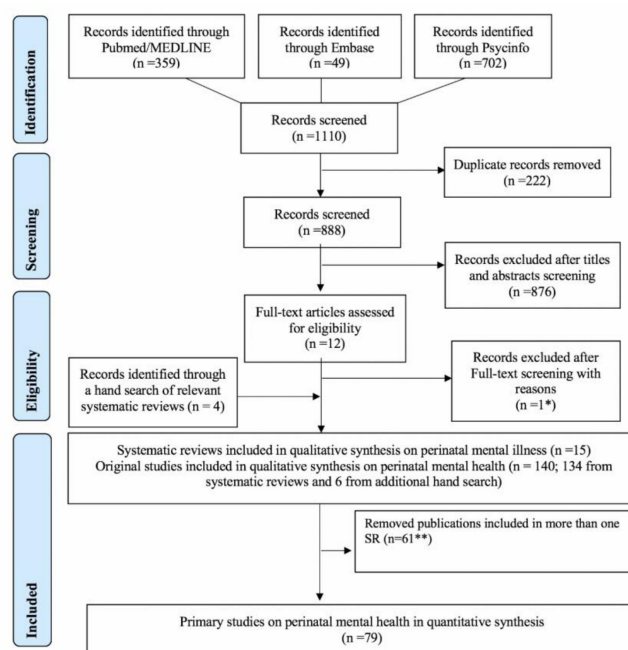 Records identified through
Pubmed/MEDLINE
(n =359)
Records identified
through Embase
(n =49)
Records identified
through Psycinfo
(n =702)
Identification
Records screened
(n =1110)
Duplicate records removed
(n =222)
Screening
Records screened
(n =888)
Records excluded after titles
and abstracts screening
(n =876)
Full-text articles assessed
for eligibility
(n =12)
Eligibility
Records identified through
a hand search of relevant
systematic reviews (n = 4)
Records excluded after
Full-text screening with
reasons
(n =1*)
Systematic reviews included in qualitative synthesis on perinatal mental illness (n =15)
Original studies included in qualitative synthesis on perinatal mental health (n = 140; 134 from
systematic reviews and 6 from additional hand search)
Removed publications included in more than one
SR (n=61**)
Included
Primary studies on perinatal mental health in quantitative synthesis
(n =79)